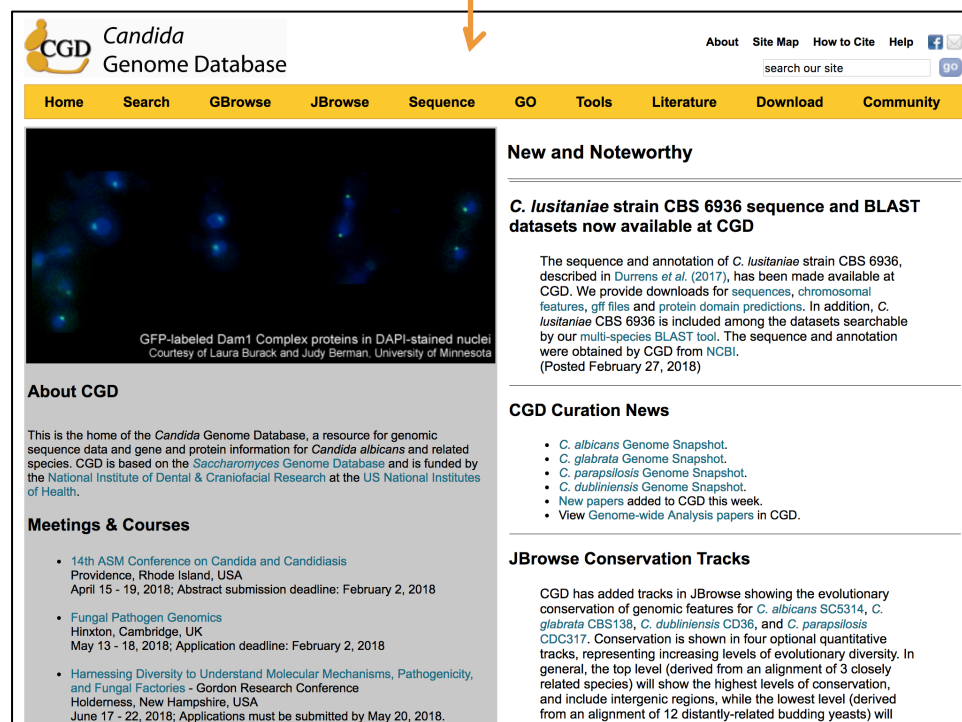 CGD
Candida
Genome Database
About Site Map How to Cite Help
search our site go
Home Search GBrowse JBrowse Sequence GO Tools Literature Download Community
GFP-labeled Dam1 Complex proteins in DAPI-stained nuclei
Courtesy of Laura Burack and Judy Berman, University of Minnesota
About CGD
This is the home of the Candida Genome Database, a resource for genomic
sequence data and gene and protein information for Candida albicans and related
species. CGD is based on the Saccharomyces Genome Database and is funded by
the National Institute of Dental & Craniofacial Research at the US National Institutes
of Health.
Meetings & Courses
• 14th ASM Conference on Candida and Candidiasis
Providence, Rhode Island, USA
April 15 - 19, 2018; Abstract submission deadline: February 2, 2018
• Fungal Pathogen Genomics
Hinxton, Cambridge, UK
May 13 - 18, 2018; Application deadline: February 2, 2018
• Harnessing Diversity to Understand Molecular Mechanisms, Pathogenicity,
and Fungal Factories - Gordon Research Conference
Holderness, New Hampshire, USA
June 17 - 22, 2018; Applications must be submitted by May 20, 2018.
New and Noteworthy
C. lusitaniae strain CBS 6936 sequence and BLAST
datasets now available at CGD
The sequence and annotation of C. lusitaniae strain CBS 6936,
described in Durrens et al. (2017), has been made available at
CGD. We provide downloads for sequences, chromosomal
features, gff files and protein domain predictions. In addition, C.
lusitaniae CBS 6936 is included among the datasets searchable
by our multi-species BLAST tool. The sequence and annotation
were obtained by CGD from NCBI.
(Posted February 27, 2018)
CGD Curation News
• C. albicans Genome Snapshot.
• C. glabrata Genome Snapshot.
• C. parapsilosis Genome Snapshot.
• C. dubliniensis Genome Snapshot.
• New papers added to CGD this week.
• View Genome-wide Analysis papers in CGD.
JBrowse Conservation Tracks
CGD has added tracks in JBrowse showing the evolutionary
conservation of genomic features for C. albicans SC5314, C.
glabrata CBS138, C. dubliniensis CD36, and C. parapsilosis
CDC317. Conservation is shown in four optional quantitative
tracks, representing increasing levels of evolutionary diversity. In
general, the top level (derived from an alignment of 3 closely
related species) will show the highest levels of conservation,
and include intergenic regions, while the lowest level (derived
from an alignment of 12 distantly-related budding yeasts) will